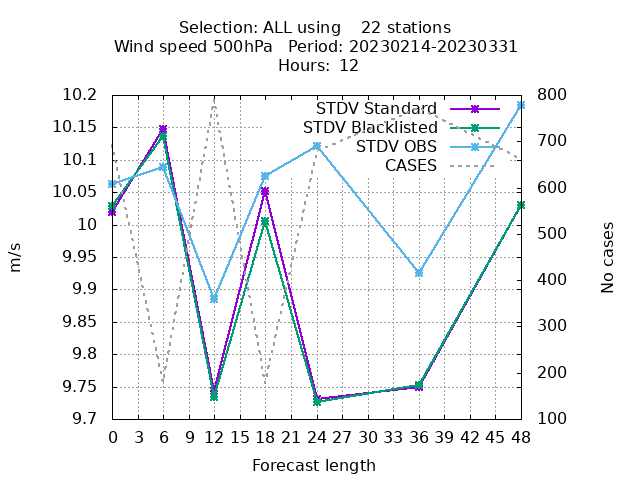 Selection: ALL using    22 stations
Wind speed 500hPa   Period: 20230214-20230331
Hours: 12
10.2
10.15
10.1
10.05
10
9.95
9.9
9.85
9.8
9.75
9.7
m/s
STDV Standard
STDV Blacklisted
STDV OBS
CASES
800
700
600
500
400
300
200
100
No cases
0 3 6 9 12 15 18 21 24 27 30 33 36 39 42 45 48
Forecast length